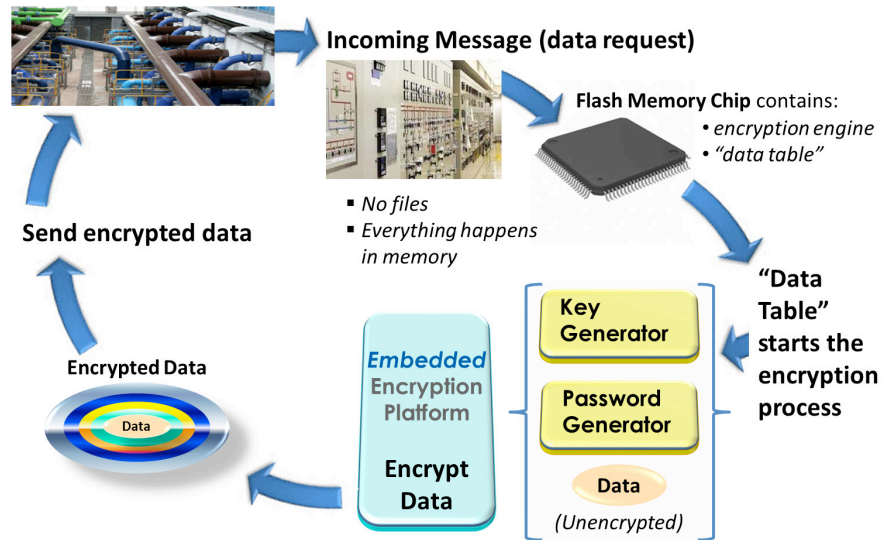 Incoming Message (data request)
Flash Memory Chip contains:
• encryption engine
• “data table”
▪ No files
▪ Everything happens
in memory
“Data
Table”
starts the
encryption
process
Key
Generator
Password
Generator
Data
(Unencrypted)
Embedded
Encryption
Platform
Encrypt
Data
Encrypted Data
Data
Send encrypted data